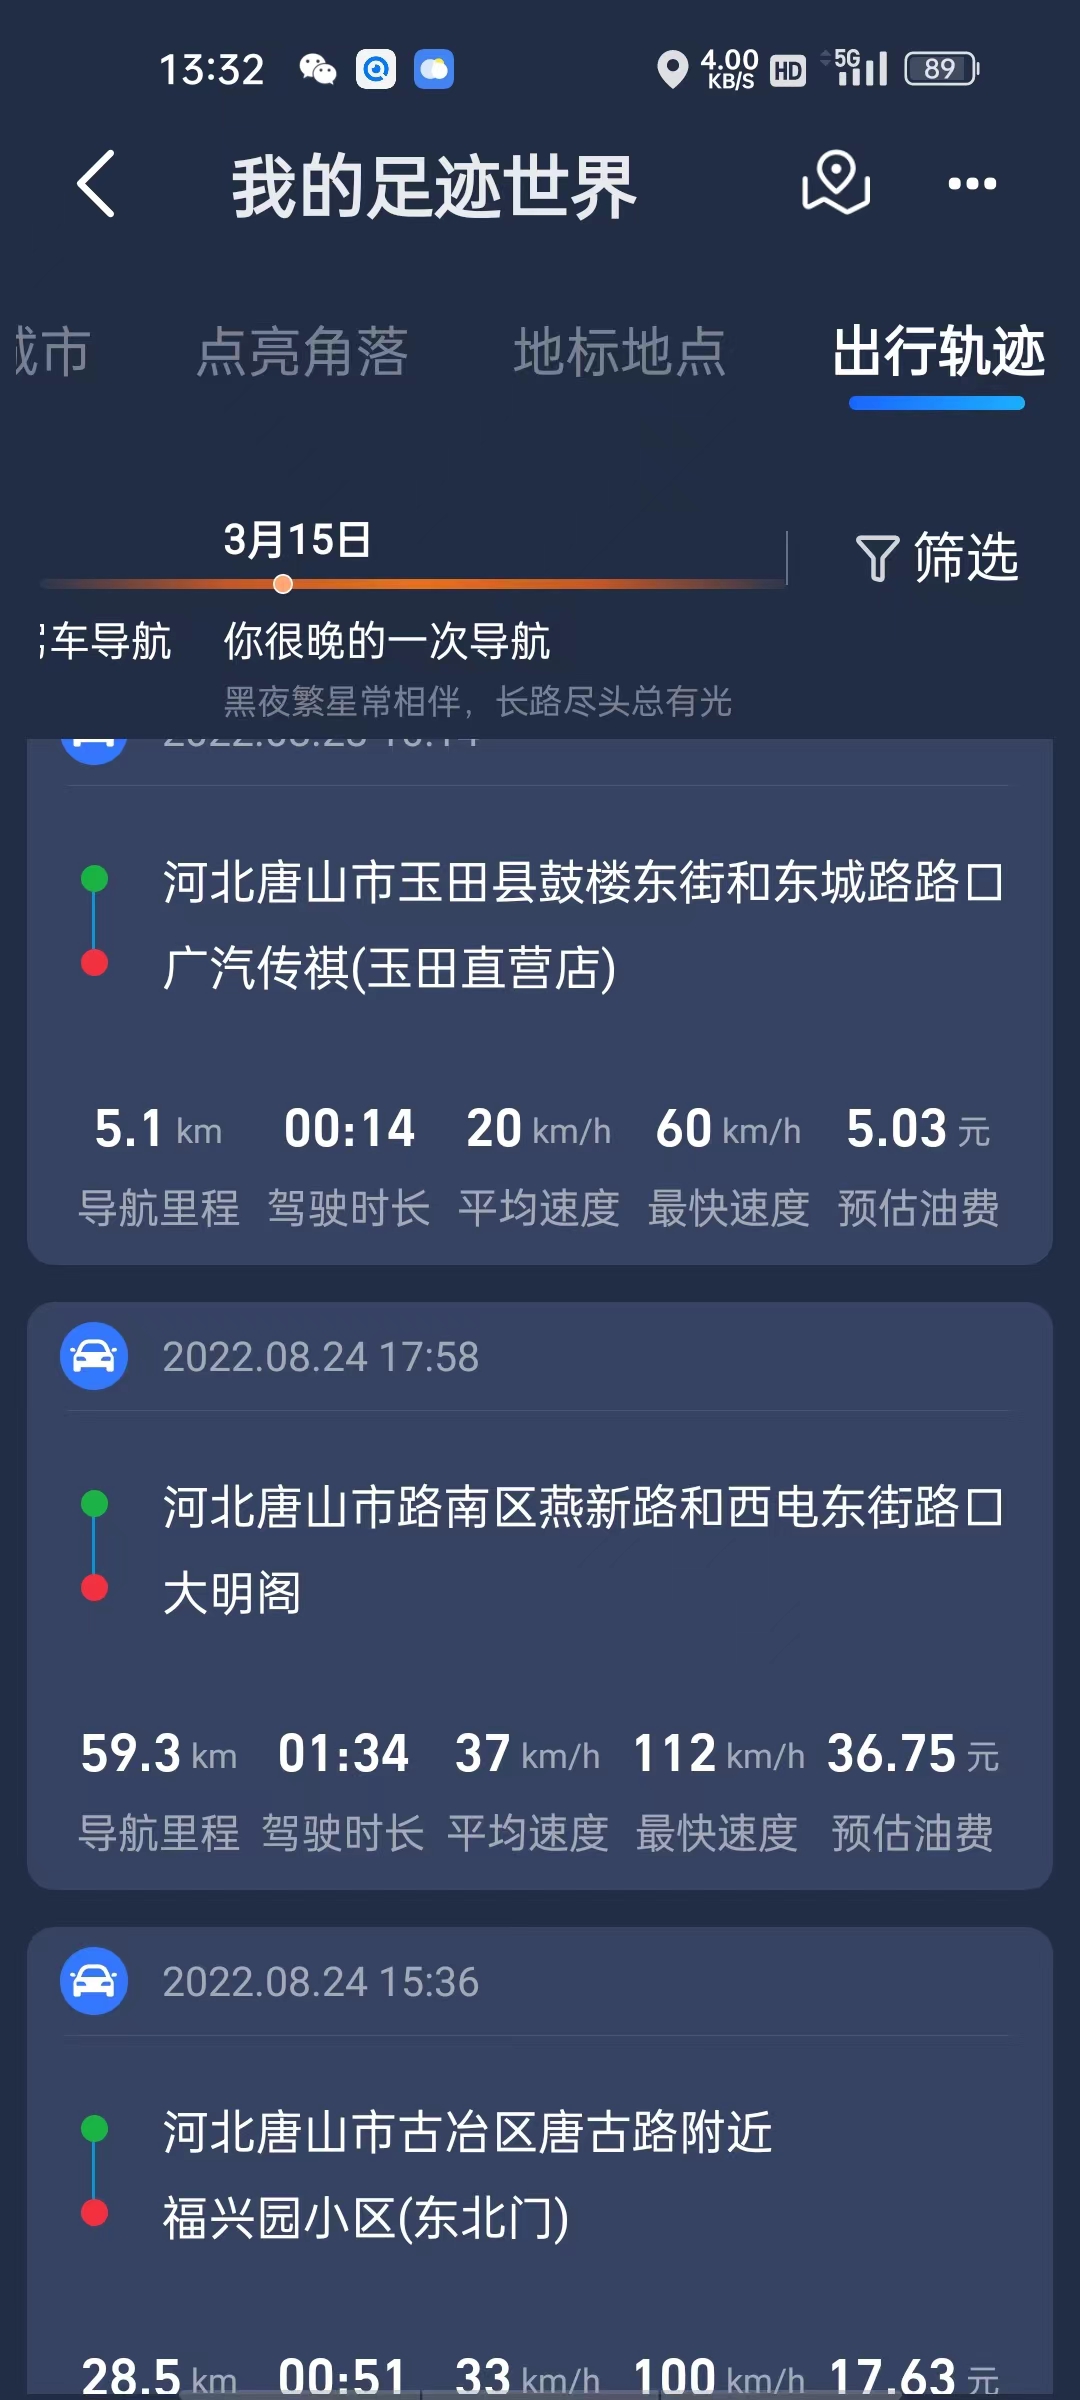 13:32 4.00 KB/S HD 5G 89
我的足迹世界
城市 点亮角落 地标地点 出行轨迹
3月15日
筛选
车导航 你很晚的一次导航
黑夜繁星常相伴，长路尽头总有光
河北唐山市玉田县鼓楼东街和东城路路口
广汽传祺(玉田直营店)
5.1 km 00:14 20 km/h 60 km/h 5.03 元
导航里程 驾驶时长 平均速度 最快速度 预估油费
2022.08.24 17:58
河北唐山市路南区燕新路和西电东街路口
大明阁
59.3 km 01:34 37 km/h 112 km/h 36.75 元
导航里程 驾驶时长 平均速度 最快速度 预估油费
2022.08.24 15:36
河北唐山市古冶区唐古路附近
福兴园小区(东北门)
28.5 km 00:51 33 km/h 100 km/h 17.63 元